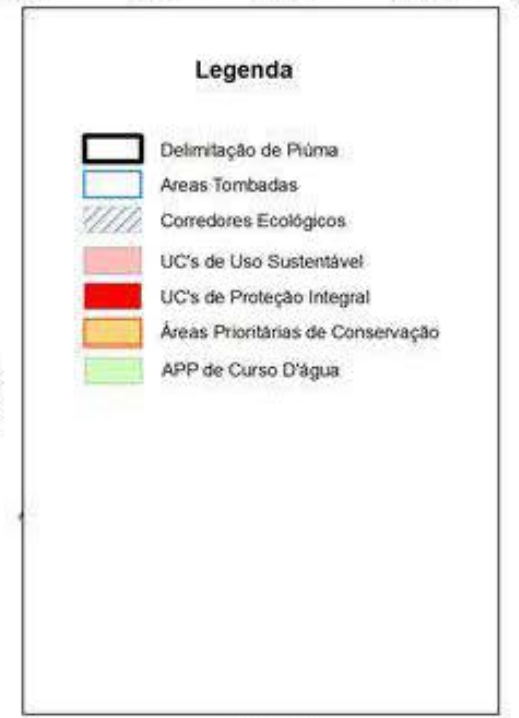 Legenda
Delimitação de Piúma
Areas Tombadas
Corredores Ecológicos
UC's de Uso Sustentável
UC's de Proteção Integral
Áreas Prioritárias de Conservação
APP de Curso D'água